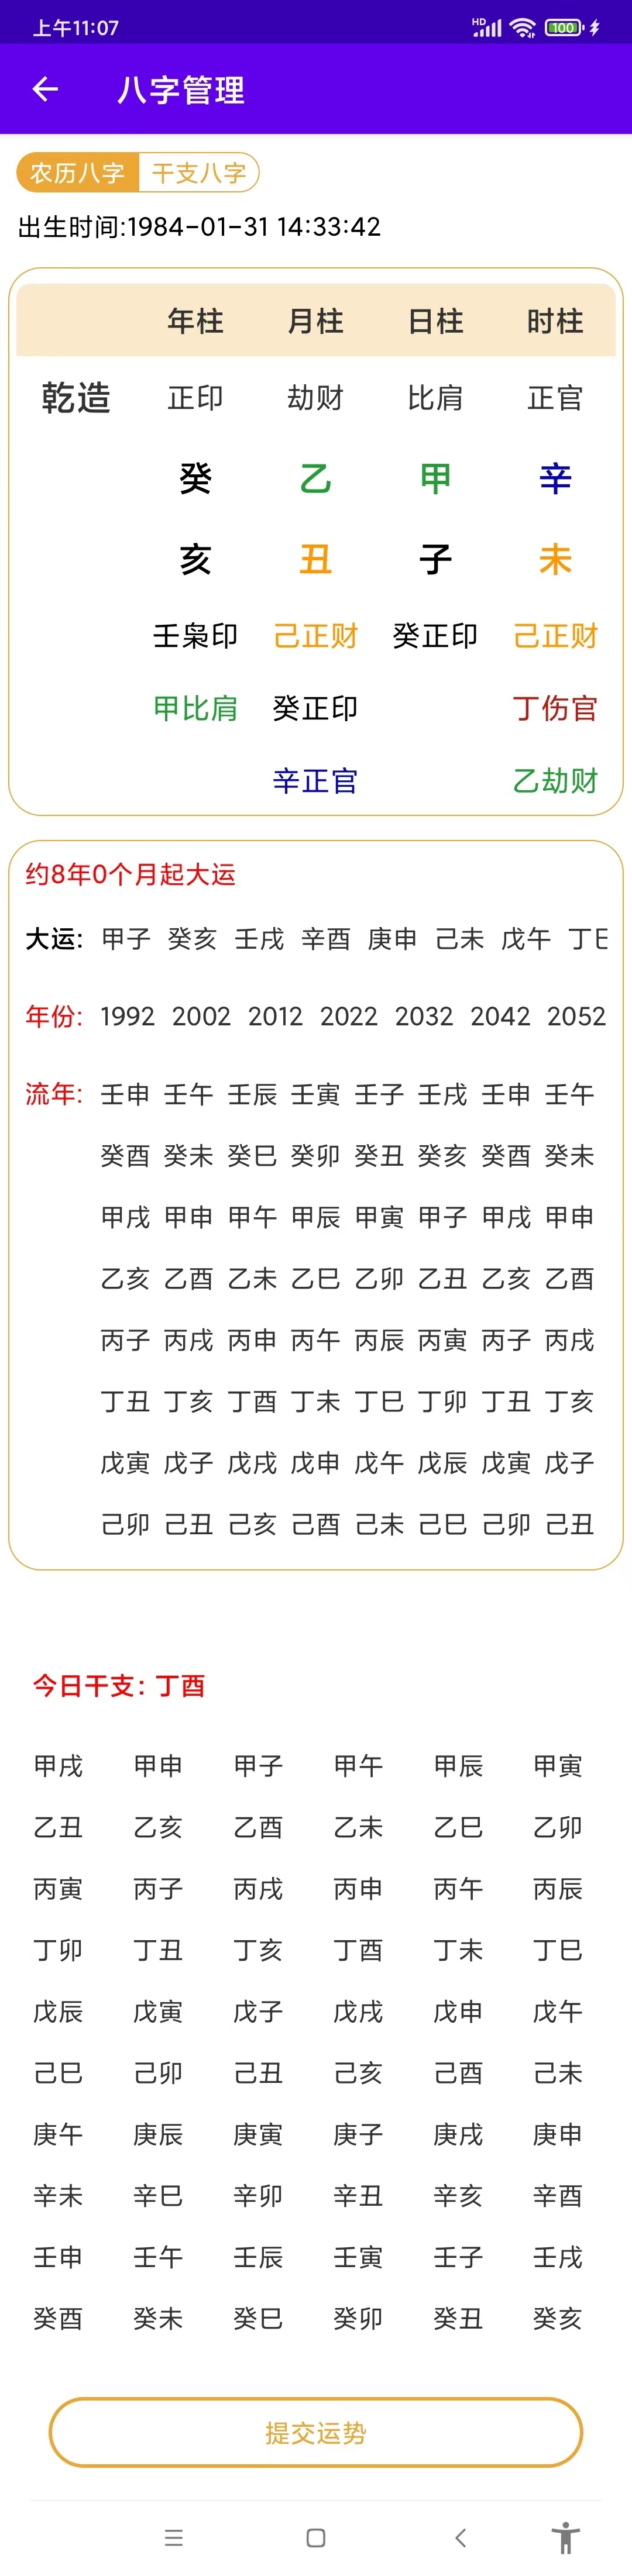 上午11:07 HD 100
八字管理
农历八字 干支八字
出生时间:1984-01-31 14:33:42
年柱 月柱 日柱 时柱
乾造 正印 劫财 比肩 正官
癸 乙 甲 辛
亥 丑 子 未
壬枭印 己正财 癸正印 己正财
甲比肩 癸正印 丁伤官
辛正官 乙劫财
约8年0个月起大运
大运: 甲子 癸亥 壬戌 辛酉 庚申 己未 戊午 丁
年份: 1992 2002 2012 2022 2032 2042 2052
流年: 壬申 壬午 壬辰 壬寅 壬子 壬戌 壬申 壬午
癸酉 癸未 癸巳 癸卯 癸丑 癸亥 癸酉 癸未
甲戌 甲申 甲午 甲辰 甲寅 甲子 甲戌 甲申
乙亥 乙酉 乙未 乙巳 乙卯 乙丑 乙亥 乙酉
丙子 丙戌 丙申 丙午 丙辰 丙寅 丙子 丙戌
丁丑 丁亥 丁酉 丁未 丁巳 丁卯 丁丑 丁亥
戊寅 戊子 戊戌 戊申 戊午 戊辰 戊寅 戊子
己卯 己丑 己亥 己酉 己未 己巳 己卯 己丑
今日干支: 丁酉
甲戌 甲申 甲子 甲午 甲辰 甲寅
乙丑 乙亥 乙酉 乙未 乙巳 乙卯
丙寅 丙子 丙戌 丙申 丙午 丙辰
丁卯 丁丑 丁亥 丁酉 丁未 丁巳
戊辰 戊寅 戊子 戊戌 戊申 戊午
己巳 己卯 己丑 己亥 己酉 己未
庚午 庚辰 庚寅 庚子 庚戌 庚申
辛未 辛巳 辛卯 辛丑 辛亥 辛酉
壬申 壬午 壬辰 壬寅 壬子 壬戌
癸酉 癸未 癸巳 癸卯 癸丑 癸亥
提交运势